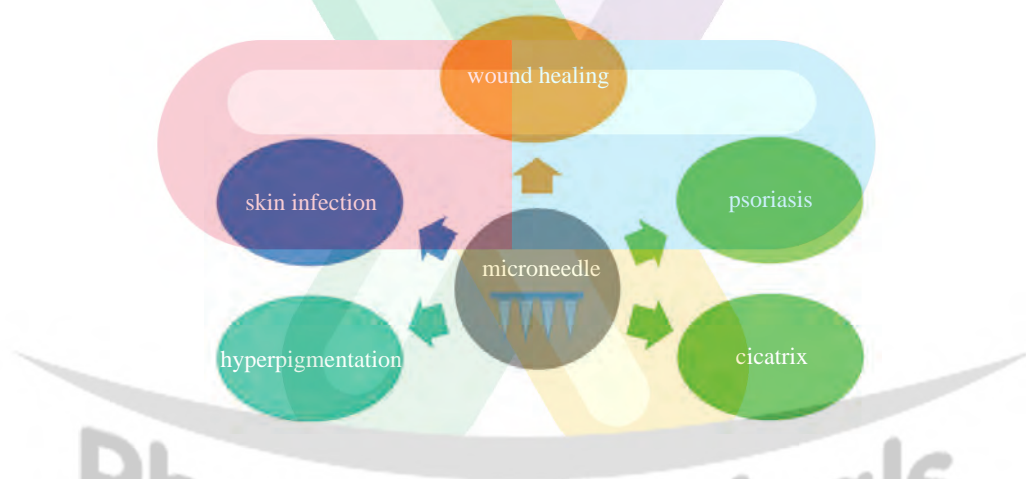 wound healing
skin infection
psoriasis
microneedle
hyperpigmentation
cicatrix